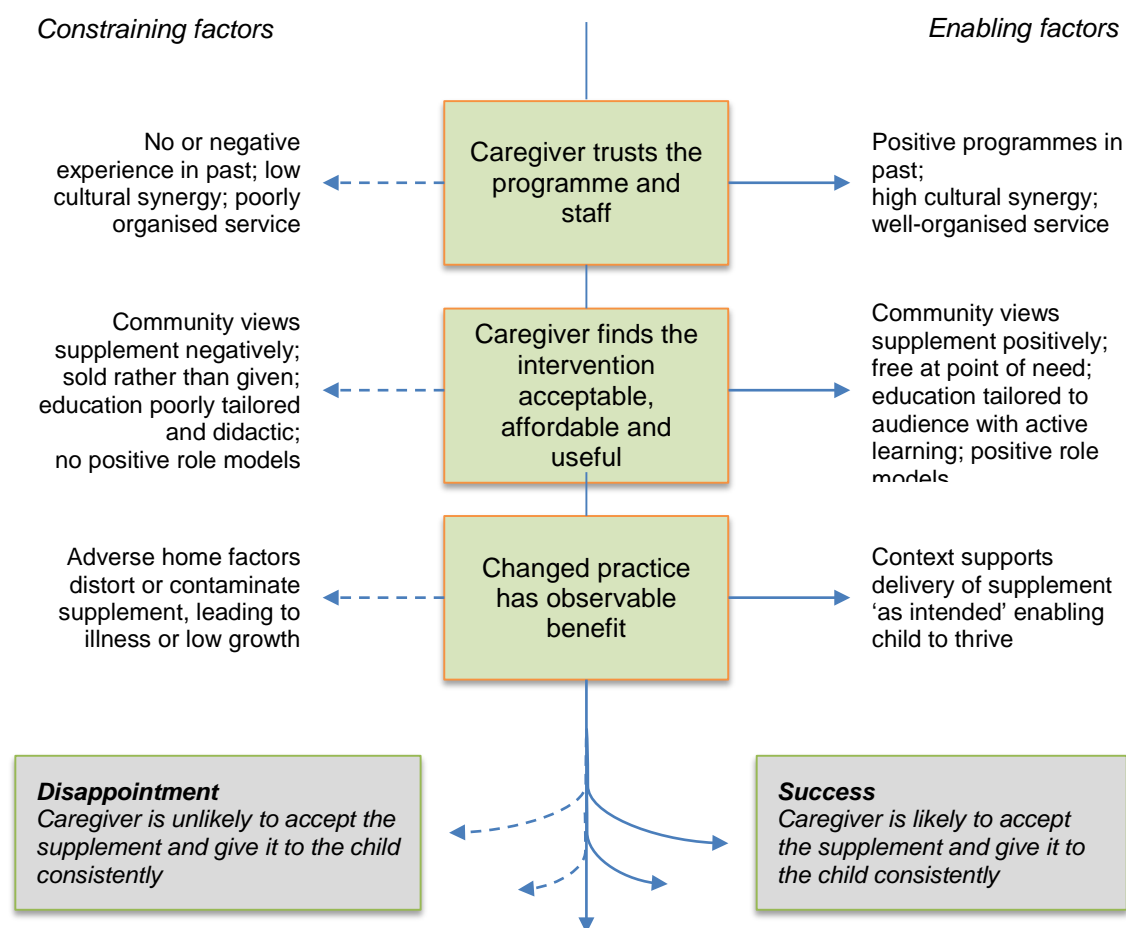 Constraining factors
Enabling factors
No or negative
experience in past; low
cultural synergy; poorly
organised service
Caregiver trusts the
programme and
staff
Positive programmes in
past;
high cultural synergy;
well-organised service
Community views
supplement negatively;
sold rather than given;
education poorly tailored
and didactic;
no positive role models
Caregiver finds the
intervention
acceptable,
affordable and
useful
Community views
supplement positively;
free at point of need;
education tailored to
audience with active
learning; positive role
models
Adverse home factors
distort or contaminate
supplement, leading to
illness or low growth
Changed practice
has observable
benefit
Context supports
delivery of supplement
‘as intended’ enabling
child to thrive
Disappointment
Caregiver is unlikely to accept the
supplement and give it to the child
consistently
Success
Caregiver is likely to accept
the supplement and give it to
the child consistently